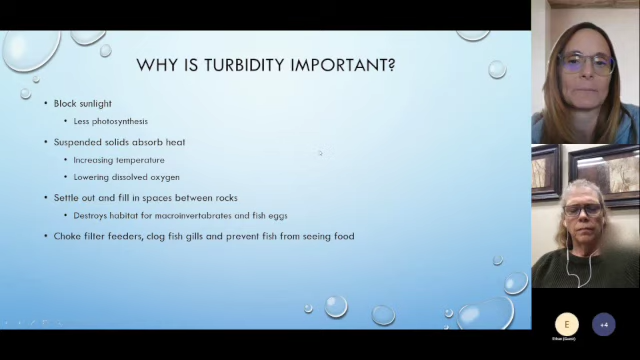 WHY IS TURBIDITY IMPORTANT?
• Block sunlight
• Less photosynthesis
• Suspended solids absorb heat
• Increasing temperature
• Lowering dissolved oxygen
• Settle out and fill in spaces between rocks
• Destroys habitat for macroinvertabrates and fish eggs
• Choke filter feeders, clog fish gills and prevent fish from seeing food
E
+4